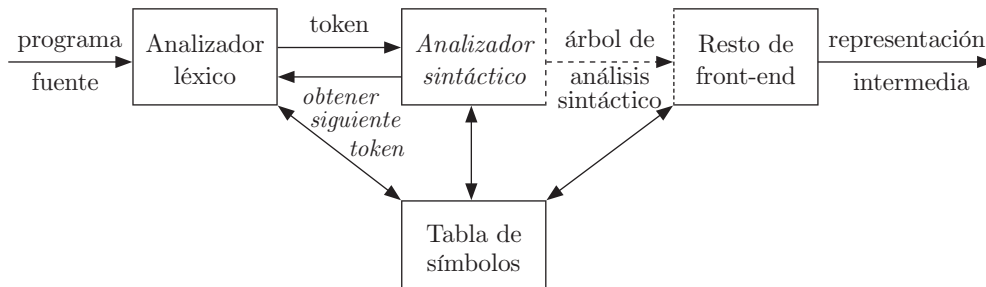 programa
fuente
Analizador
léxico
token
obtener
siguiente
token
Analizador
sintáctico
árbol de
análisis
sintáctico
Resto de
front-end
representación
intermedia
Tabla de
símbolos